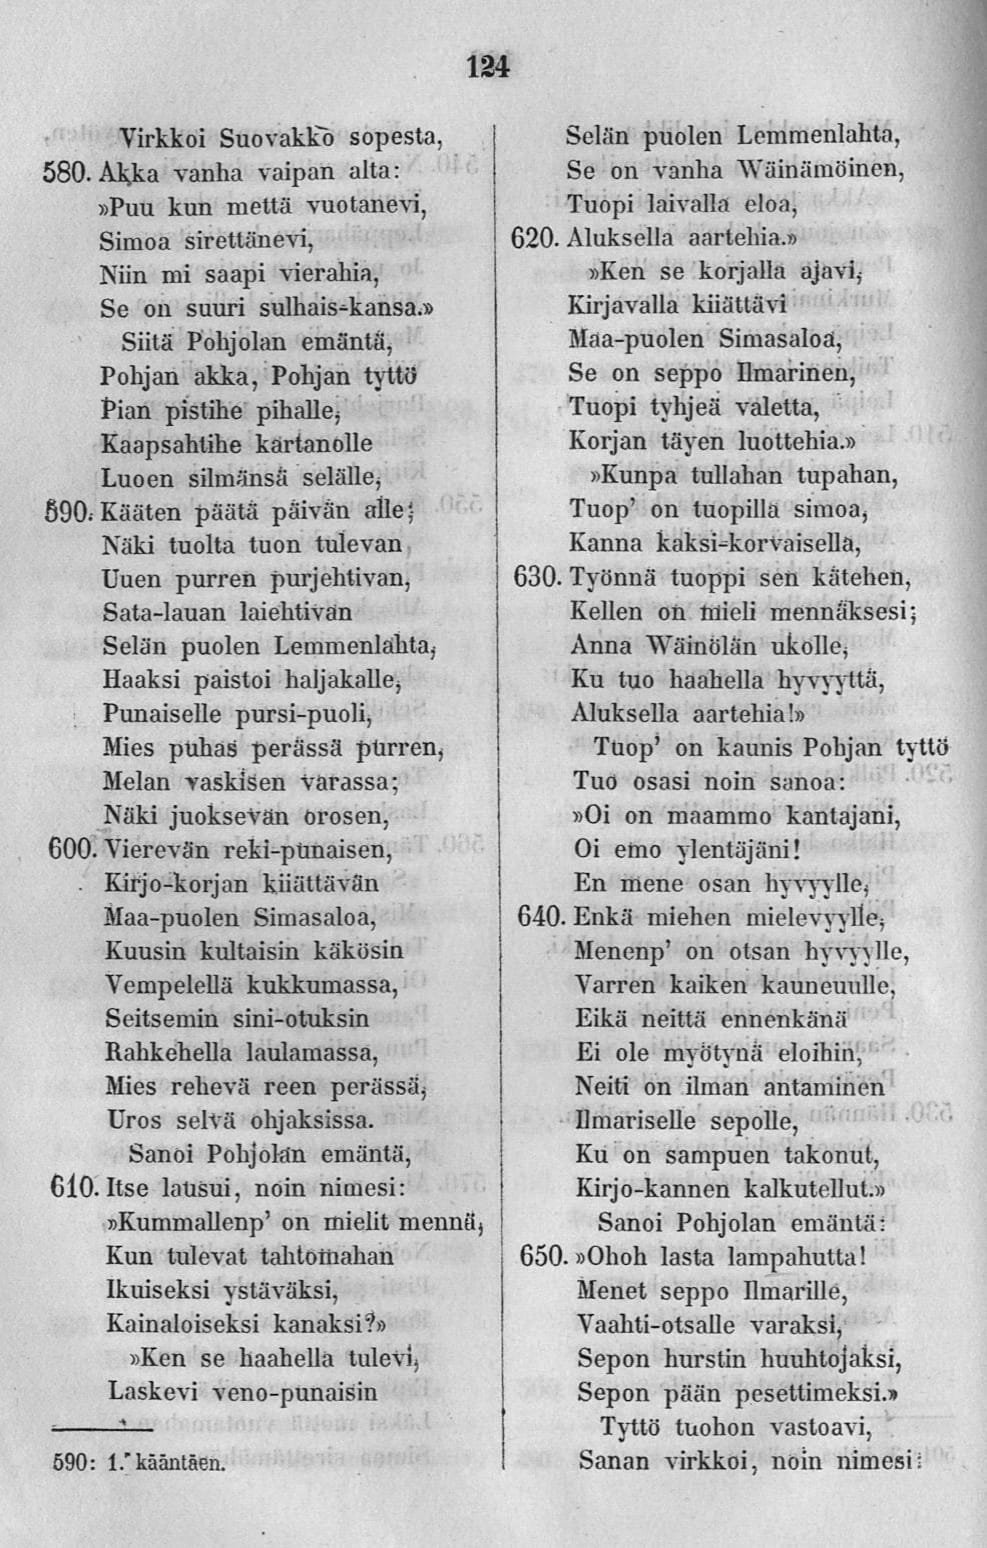 124
Virkkoi Suovakko sopesta,
580. Akka vanha vaipan alta:
»Puu kun mettä vuotanevi,
Simoa sirettänevi,
Niin mi saapi vierahia,
Se on suuri sulhais-kansa.»
Siitä Pohjolan emäntä,
Pohjan akka, Pohjan tyttö
Pian pistihe pihalle,
Kaapsahtihe kartanolle
Luoen silmänsä selälle,
590. Kääten päätä päivän alle;
Näki tuolta tuon tulevan
Uuen purren purjehtivan,
Sata-lauan laiehtivan
Selän puolen Lemmenlahta,
Haaksi paistoi haljakalle,
Punaiselle pursi-puoli,
Mies puhas perässä purren,
Melan vaskisen varassa;
Näki juoksevän orosen,
600. Vierevän reki-punaisen,
Kirjo-korjan kiiättävän
Maa-puolen Simasaloa,
Kuusin kultaisin käkösin
Vempelellä kukkumassa,
Seitsemin sini-otuksin
Rahkehella laulamassa,
Mies rehevä reen perässä,
Uros selvä ohjaksissa.
Sanoi Pohjolan emäntä,
610. Itse lausui, noin nimesi:
»Kummallenp' on mielit mennä,
Kun tulevat tahtomahan
Ikuiseksi ystäväksi,
Kainaloiseksi kanaksi?»
»Ken se haahella tulevi,
Laskevi veno-punaisin
590: 1. kääntäen.
Selän puolen Lemmenlahta,
Se on vanha Wäinämöinen,
Tuopi laivalla eloa,
620. Aluksella aartehia.»
»Ken se korjalla ajavi,
Kirjavalla kiiättävi
Maa-puolen Simasaloa,
Se on seppo Ilmarinen,
Tuopi tyhjeä valetta,
Korjan täyen luottehia.»
»Kunpa tullahan tupahan,
Tuop' on tuopilla simoa,
Kanna kaksi-korvaisella,
630. Työnnä tuoppi sen kätehen,
Kellen on mieli mennäksesi;
Anna Wäinölän ukolle,
Ku tuo haahella hyvyyttä,
Aluksella aartehia!»
Tuop' on kaunis Pohjan tyttö
Tuo osasi noin sanoa:
»Oi on maammo kantajani,
Oi emo ylentäjäni!
En mene osan hyvyylle,
640. Enkä miehen mielevyylle,
Menenp' on otsan hyvyylle,
Varren kaiken kauneuulle,
Eikä neittä ennenkänä
Ei ole myötynä eloihin,
Neiti on ilman antaminen
Ilmariselle sepolle,
Ku on sampuen takonut,
Kirjo-kannen kalkutellut.»
Sanoi Pohjolan emäntä:
650. »Ohoh lasta lampahutta!
Menet seppo Ilmarille,
Vaahti-otsalle varaksi,
Sepon hurstin huuhtojaksi,
Sepon pään pesettimeksi.»
Tyttö tuohon vastoavi,
Sanan virkkoi, noin nimesi: